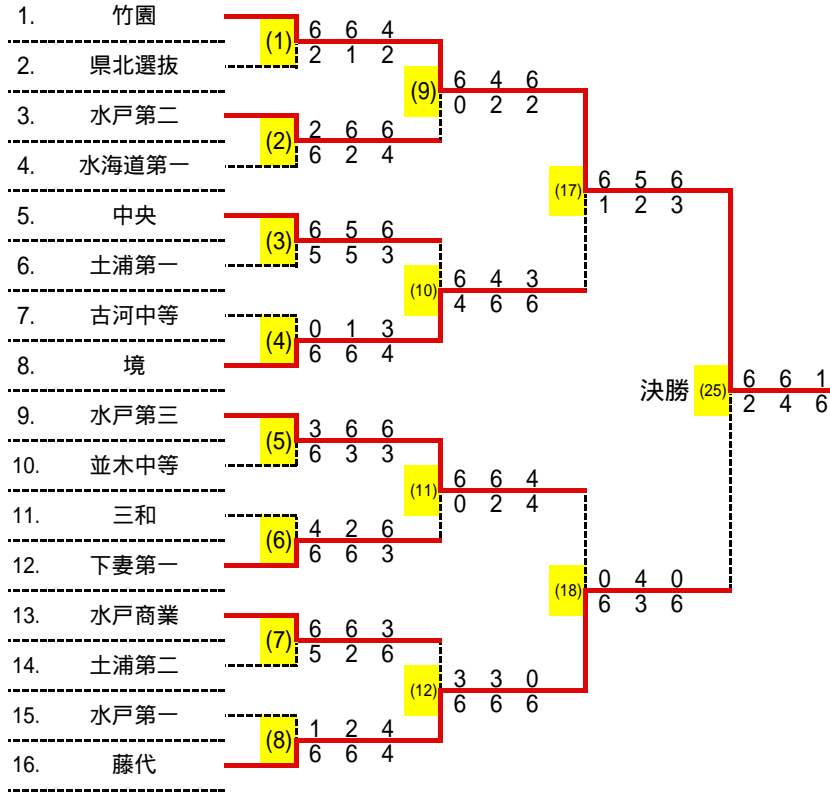 1. 竹園
(1) 6 6 4
2 1 2
2. 県北選抜
(9) 6 4 6
0 2 2
3. 水戸第二
(2) 2 6 6
6 2 4
4. 水海道第一
(17) 6 5 6
1 2 3
5. 中央
(3) 6 5 6
5 5 3
6. 土浦第一
(10) 6 4 3
4 6 6
7. 古河中等
(4) 0 1 3
6 6 4
8. 境
決勝 (25) 6 6 1
2 4 6
9. 水戸第三
(5) 3 6 6
6 3 3
10. 並木中等
(11) 6 6 4
0 2 4
11. 三和
(6) 4 2 6
6 6 3
12. 下妻第一
(18) 0 4 0
6 3 6
13. 水戸商業
(7) 6 6 3
5 2 6
14. 土浦第二
(12) 3 3 0
6 6 6
15. 水戸第一
(8) 1 2 4
6 6 4
16. 藤代